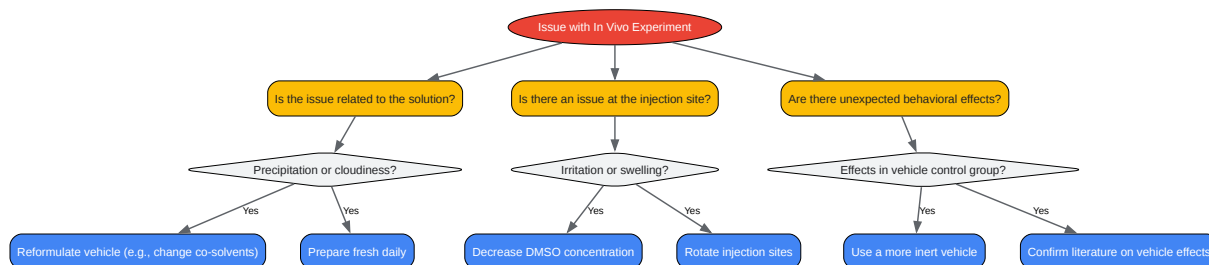 Issue with In Vivo Experiment
Is the issue related to the solution?
Is there an issue at the injection site?
Are there unexpected behavioral effects?
Precipitation or cloudiness?
Irritation or swelling?
Effects in vehicle control group?
Yes
Yes
Yes
Yes
Yes
Yes
Reformulate vehicle (e.g., change co-solvents)
Prepare fresh daily
Decrease DMSO concentration
Rotate injection sites
Use a more inert vehicle
Confirm literature on vehicle effects